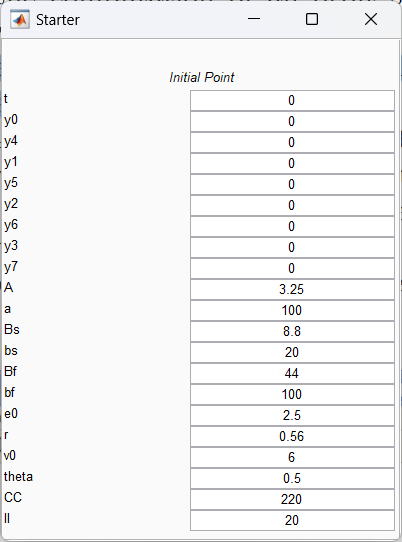 Starter
Initial Point
t 0
y0 0
y4 0
y1 0
y5 0
y2 0
y6 0
y3 0
y7 0
A 3.25
a 100
Bs 8.8
bs 20
Bf 44
bf 100
e0 2.5
r 0.56
v0 6
theta 0.5
CC 220
II 20